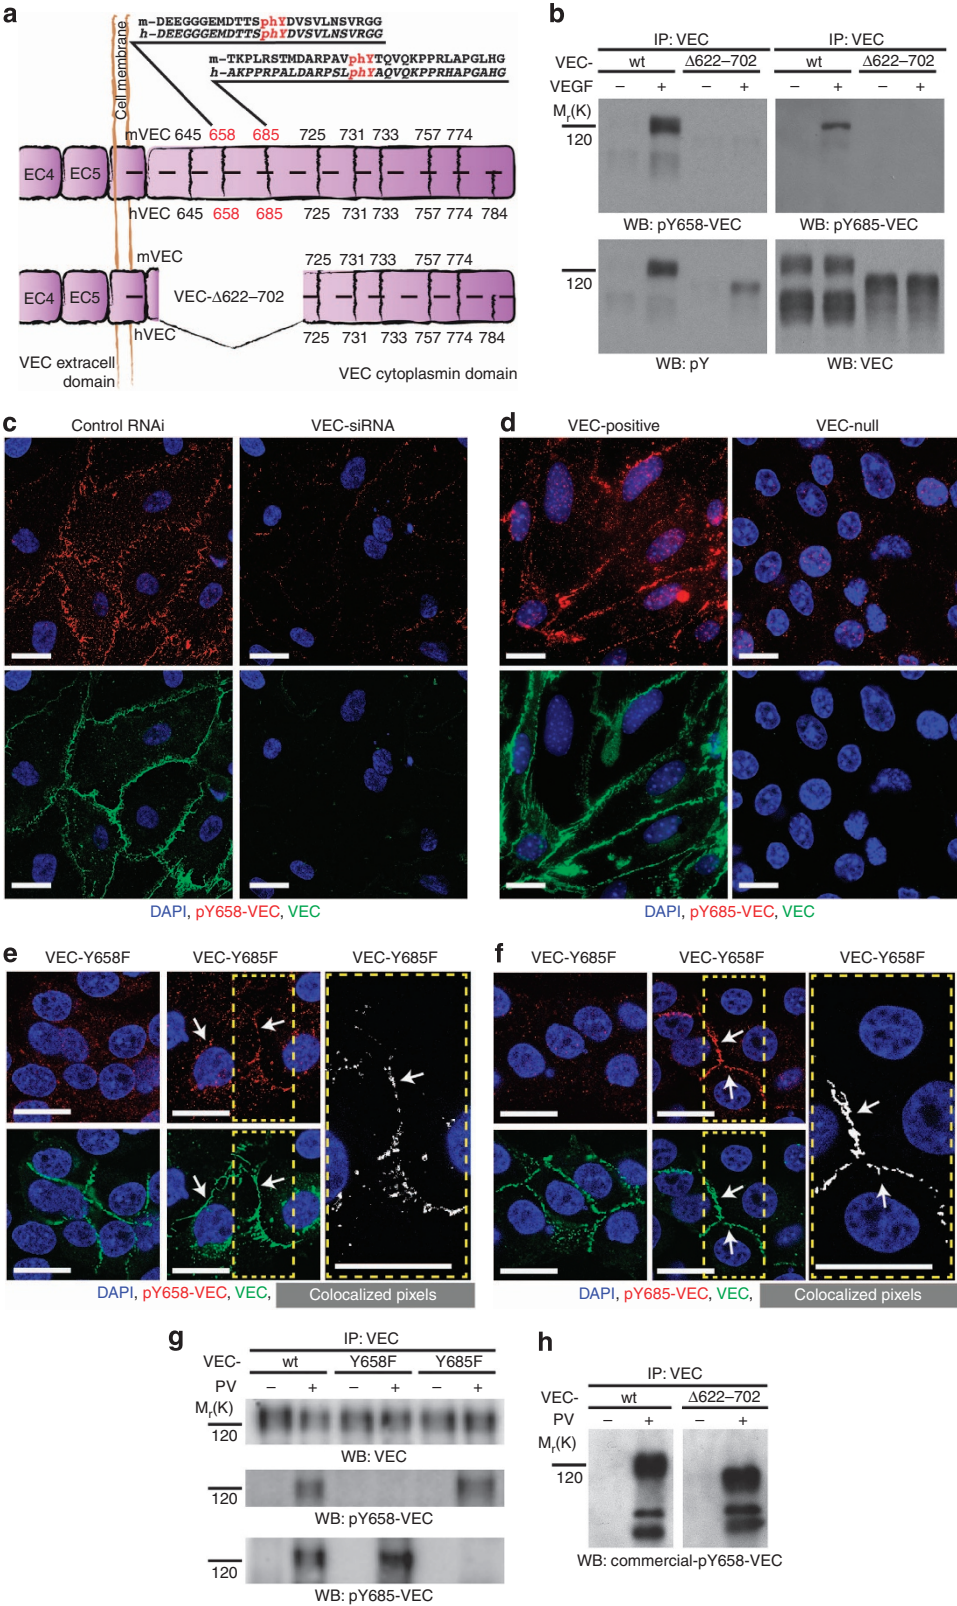 a
m-DEEGGGEMDTTSphYDVSVLNSVRGG
h-DEEGGGEMDTTSphYDVSVLNSVRGG
m-TKPLRSTMDARPAVphYTQVQKPPRLAPGLHG
h-AKPPRPALDARPSLphYAQVQKPPRHAPGAHG
Cell membrane
mVEC 645 658 685 725 731 733 757 774
EC4 EC5
hVEC 645 658 685 725 731 733 757 774 784
mVEC 725 731 733 757 774
EC4 EC5 VEC-Δ622–702
hVEC 725 731 733 757 774 784
VEC extracell
domain
VEC cytoplasmin domain
b
IP: VEC IP: VEC
VEC- wt Δ622–702 wt Δ622–702
VEGF – + – + – + – +
Mr(K)
120
WB: pY658-VEC WB: pY685-VEC
120
WB: pY WB: VEC
c
Control RNAi VEC-siRNA
DAPI, pY658-VEC, VEC
d
VEC-positive VEC-null
DAPI, pY685-VEC, VEC
e
VEC-Y658F VEC-Y685F VEC-Y685F
DAPI, pY658-VEC, VEC, Colocalized pixels
f
VEC-Y685F VEC-Y658F VEC-Y658F
DAPI, pY685-VEC, VEC, Colocalized pixels
g
IP: VEC
VEC- wt Y658F Y685F
PV – + – + – +
Mr(K)
120
WB: VEC
120
WB: pY658-VEC
120
WB: pY685-VEC
h
IP: VEC
VEC- wt Δ622–702
PV – + – +
Mr(K)
120
WB: commercial-pY658-VEC